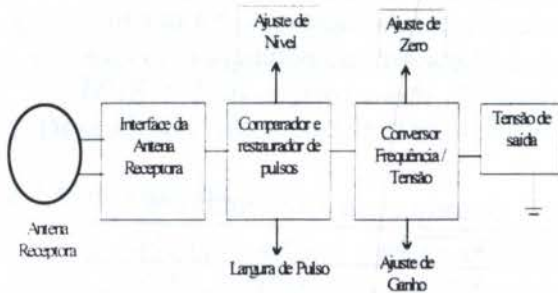 Ajuste de
Nível
Ajuste de
Zero
Interface da
Antena
Receptora
Comparador e
restaurador de
pulsos
Conversor
Frequência /
Tensão
Tensão de
saída
Antena
Receptora
Largura de Pulso
Ajuste de
Ganho